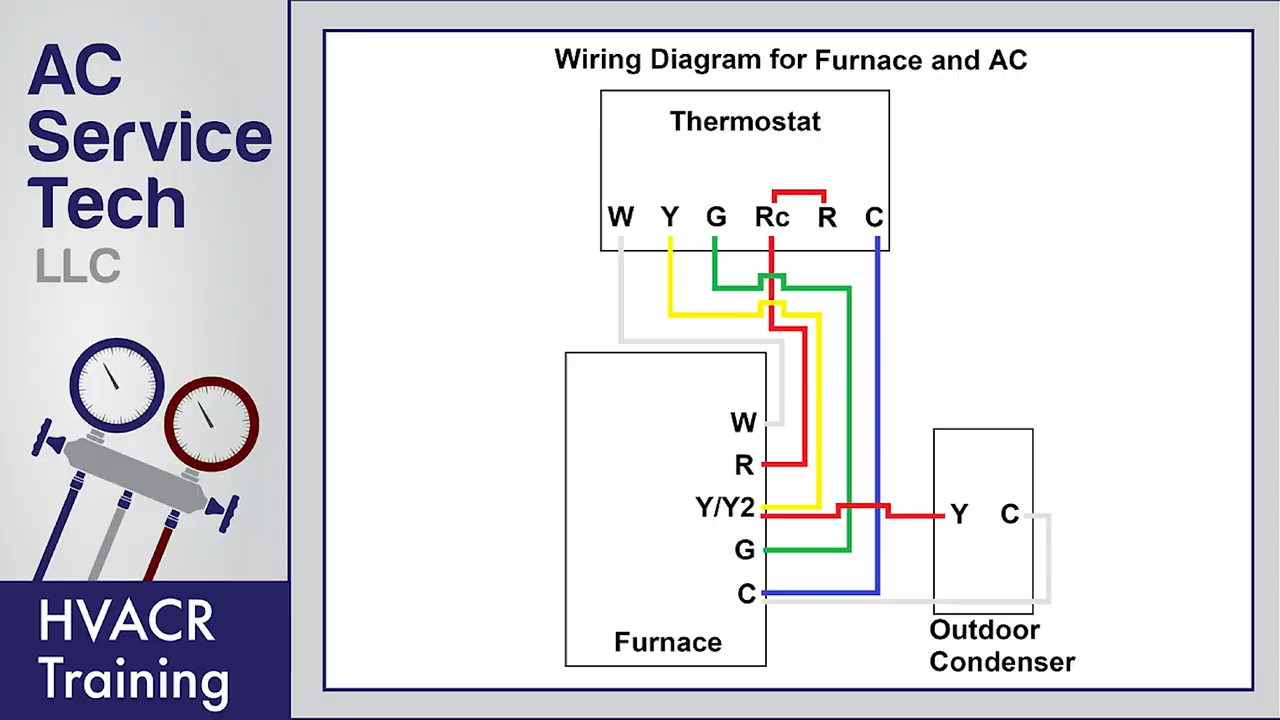 AC
Service
Tech
LLC
HVACR
Training
Wiring Diagram for Furnace and AC
Thermostat
W Y G Rc R C
W
R
Y/Y2
G
C
Furnace
Y C
Outdoor
Condenser